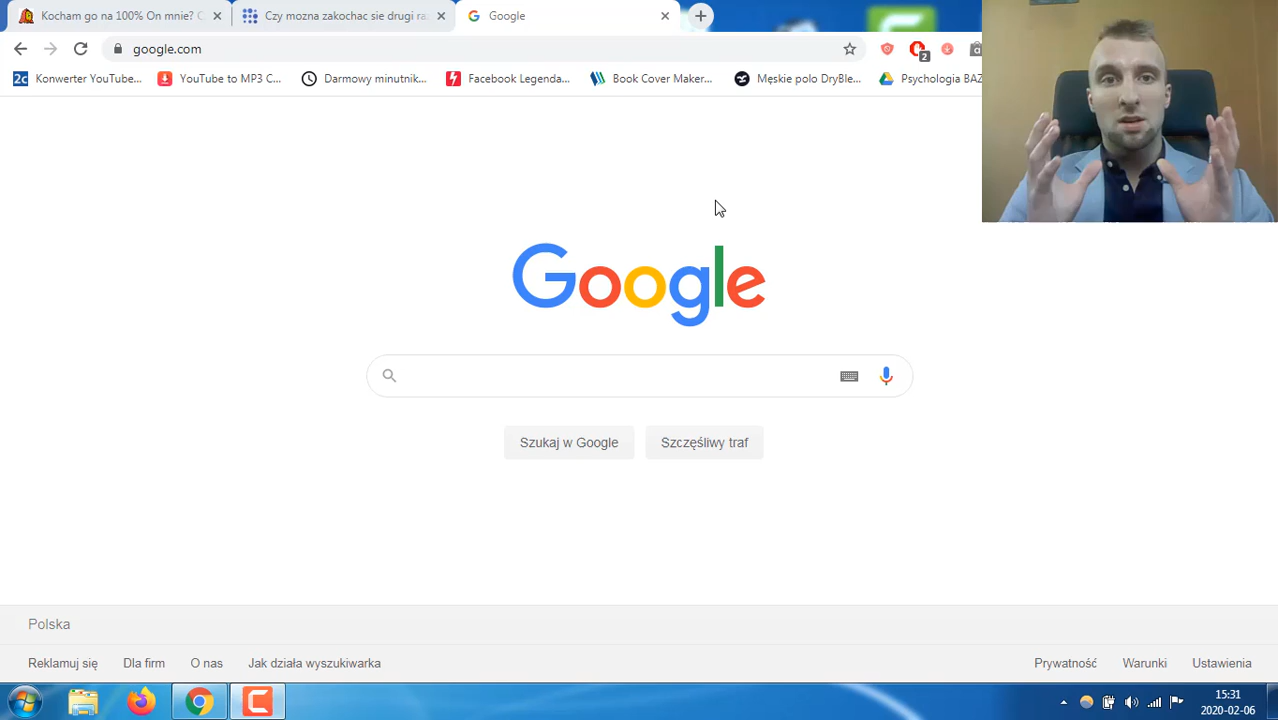 Kocham go na 100% On mnie? C
Czy mozna zakochac sie drugi ra
Google
google.com
2
2c Konwerter YouTube...
YouTube to MP3 C...
Darmowy minutnik...
Facebook Legenda...
Book Cover Maker...
Męskie polo DryBle...
Psychologia BAZ
Google
Szukaj w Google
Szczęśliwy traf
Polska
Reklamuj się
Dla firm
O nas
Jak działa wyszukiwarka
Prywatność
Warunki
Ustawienia
15:31
2020-02-06